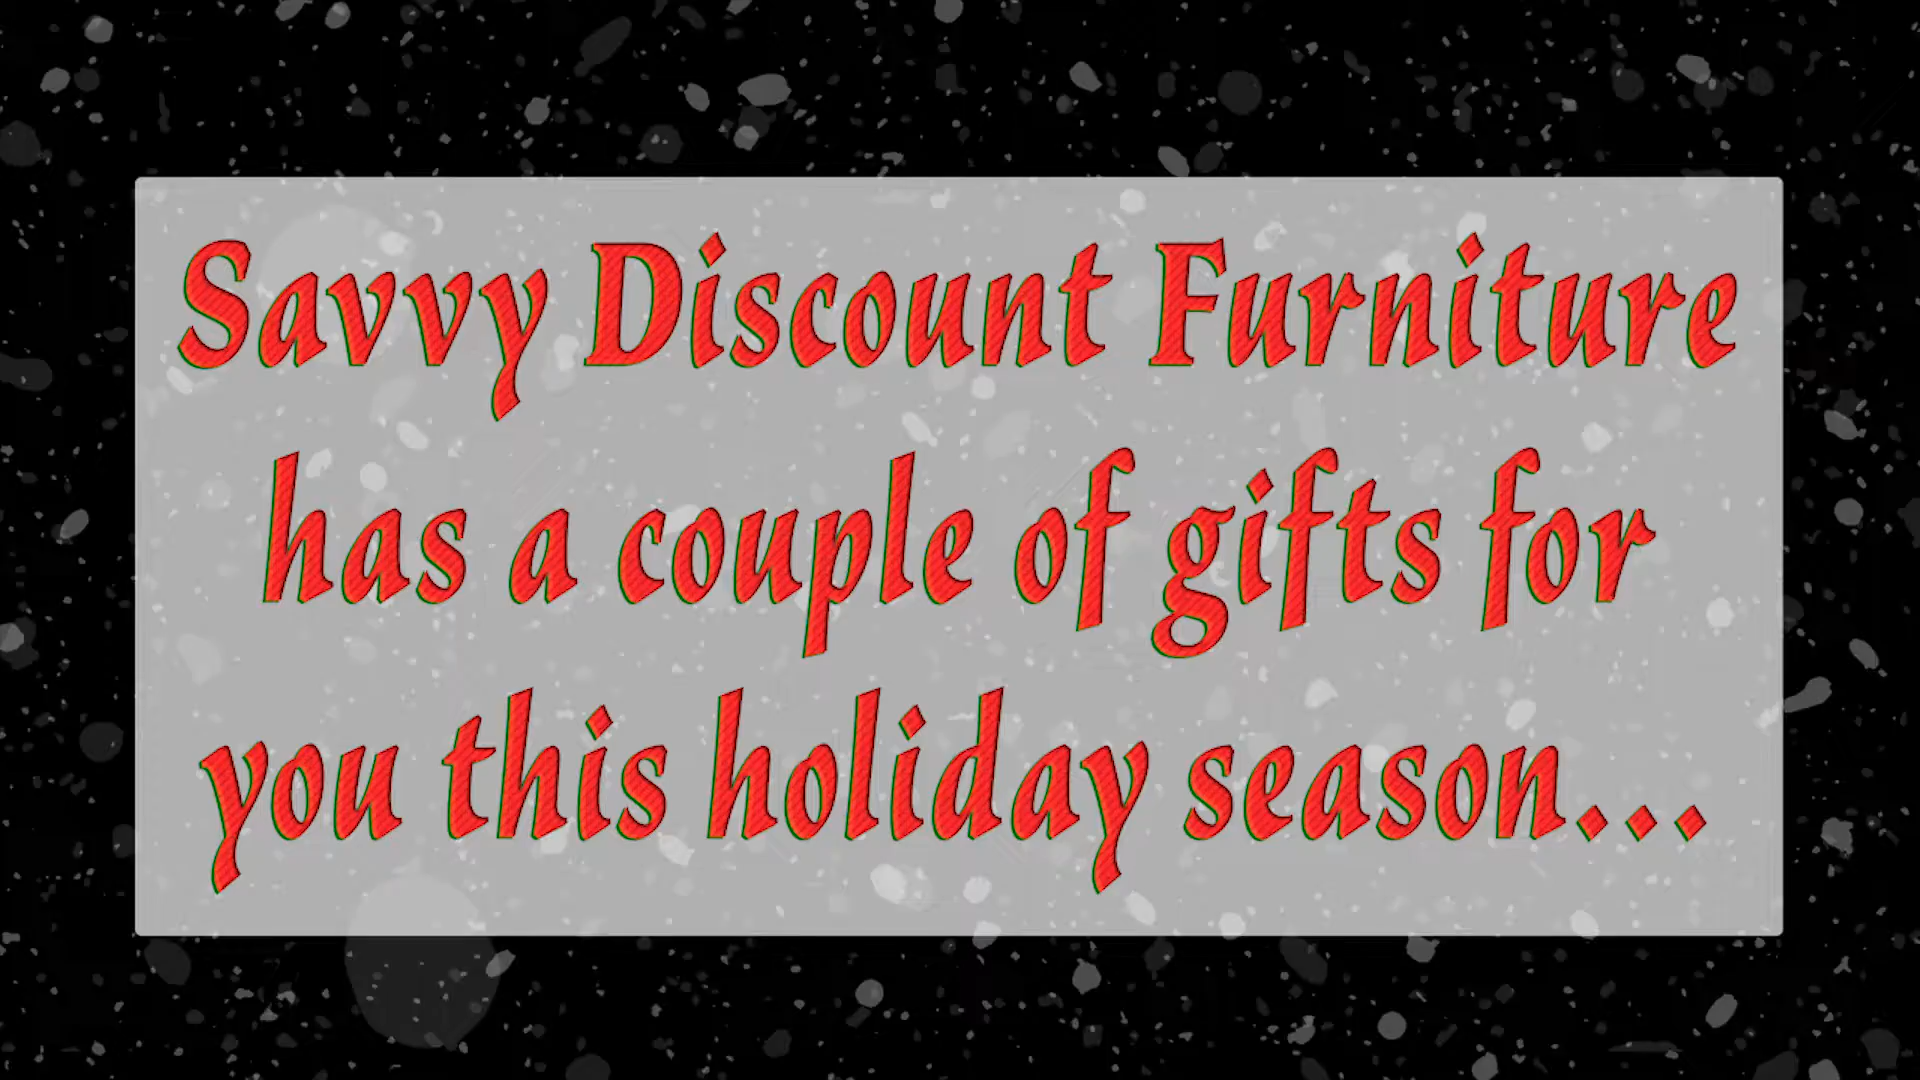 Savvy Discount Furniture
has a couple of gifts for
you this holiday season...